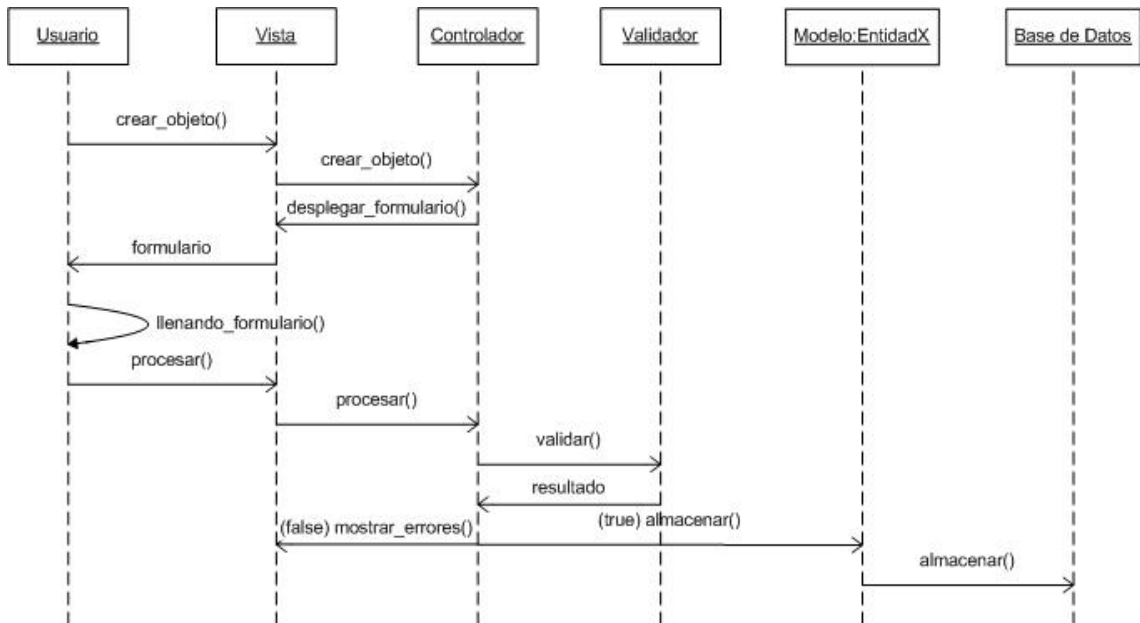 Usuario
Vista
Controlador
Validador
Modelo:EntidadX
Base de Datos
crear_objeto()
crear_objeto()
desplegar_formulario()
formulario
llenando_formulario()
procesar()
procesar()
validar()
resultado
(false) mostrar_errores()
(true) almacenar()
almacenar()